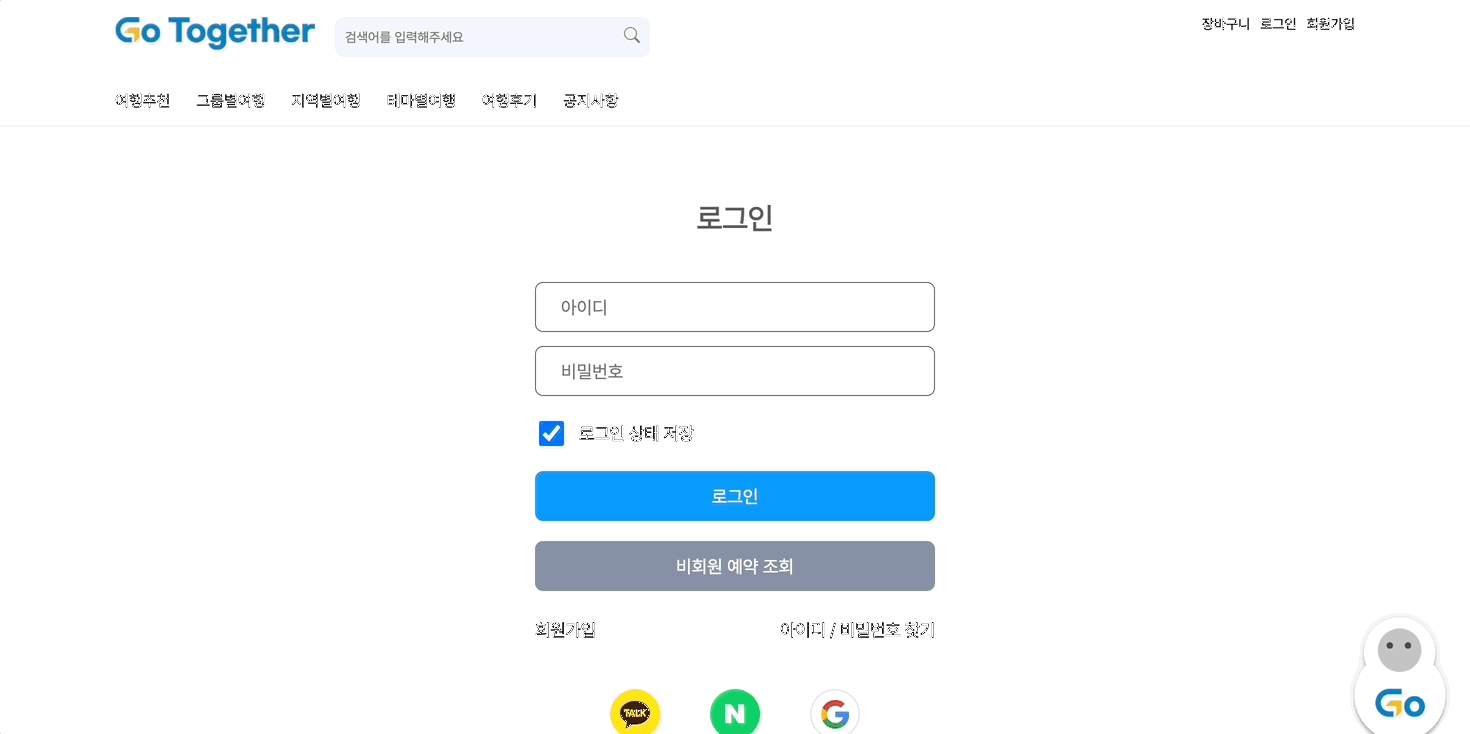 Go Together
검색어를 입력해주세요
장바구니 로그인 회원가입
여행추천 그룹별여행 지역별여행 테마별여행 여행후기 공지사항
로그인
아이디
비밀번호
로그인 상태 저장
로그인
비회원 예약 조회
회원가입 아이디 / 비밀번호 찾기
TALK N G
Go